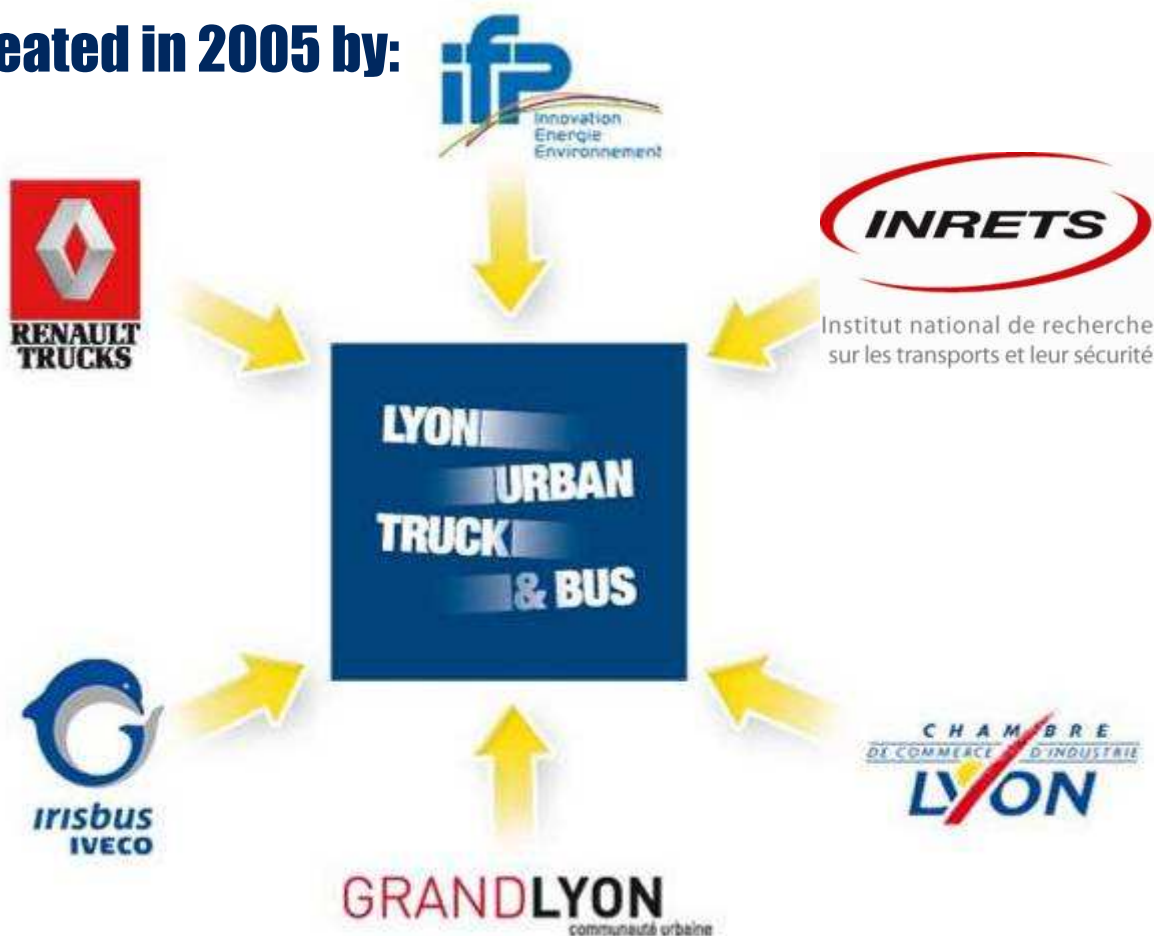 eated in 2005 by:
ifp
Innovation
Energie
Environnement
RENAULT
TRUCKS
INRETS
Institut national de recherche
sur les transports et leur sécurité
LYON
URBAN
TRUCK
& BUS
irisbus
IVECO
CHAMBRE
DE COMMERCE D'INDUSTRIE
LYON
GRANDLYON
communauté urbaine